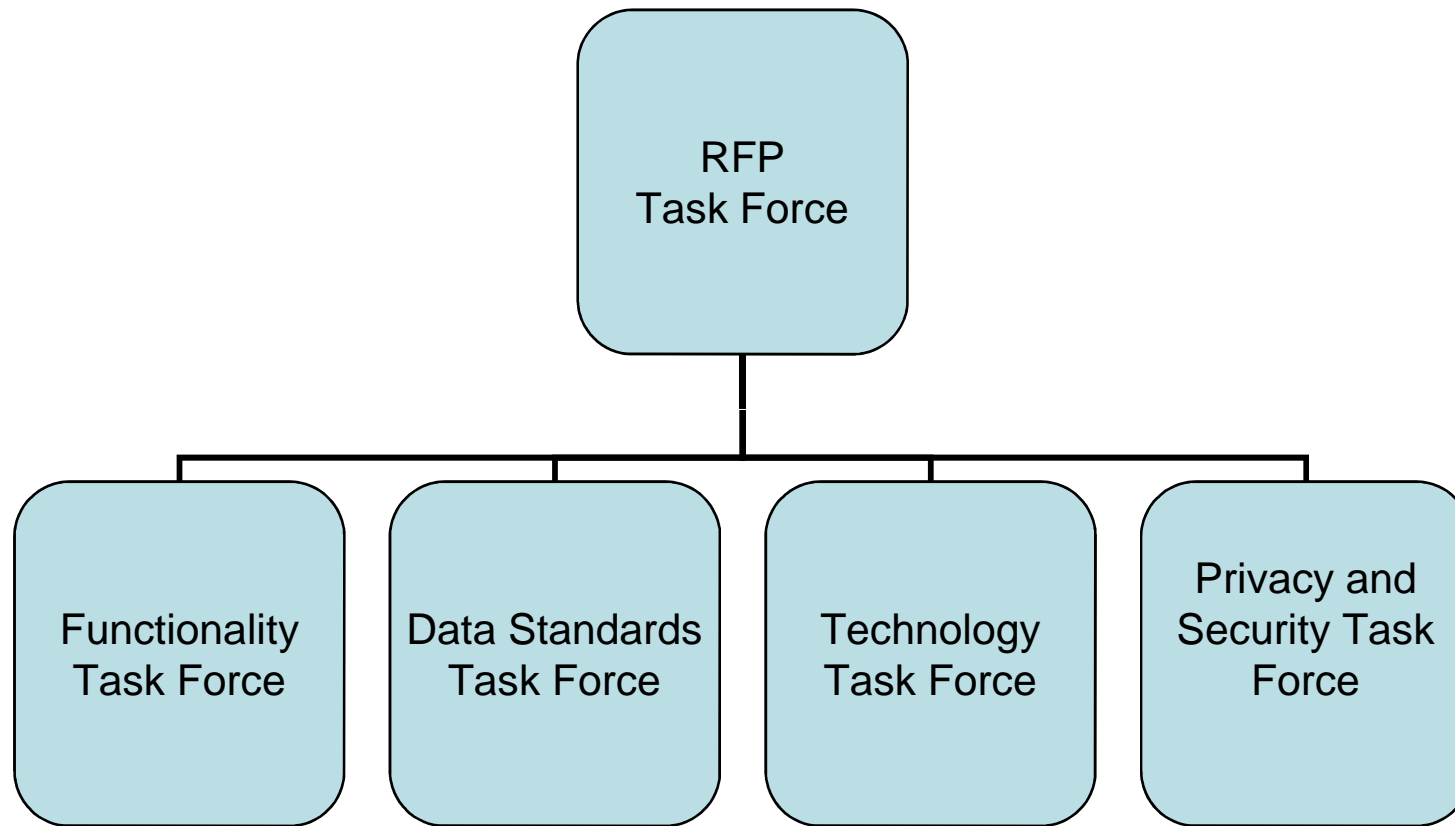 RFP
Task Force
Functionality
Task Force
Data Standards
Task Force
Technology
Task Force
Privacy and
Security Task
Force